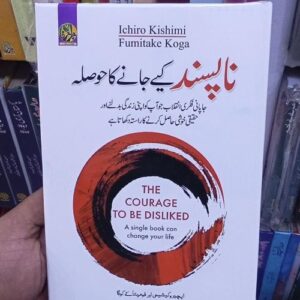 Ichiro Kishimi
Fumitake Koga
ناپسند کیے جانے کا حوصلہ
جاپانی فکری انقلاب جو آپ کو اپنی زندگی بدلنے اور
حقیقی خوشی حاصل کرنے کا راستہ دکھاتا ہے
THE
COURAGE
TO BE DISLIKED
A single book can
change your life